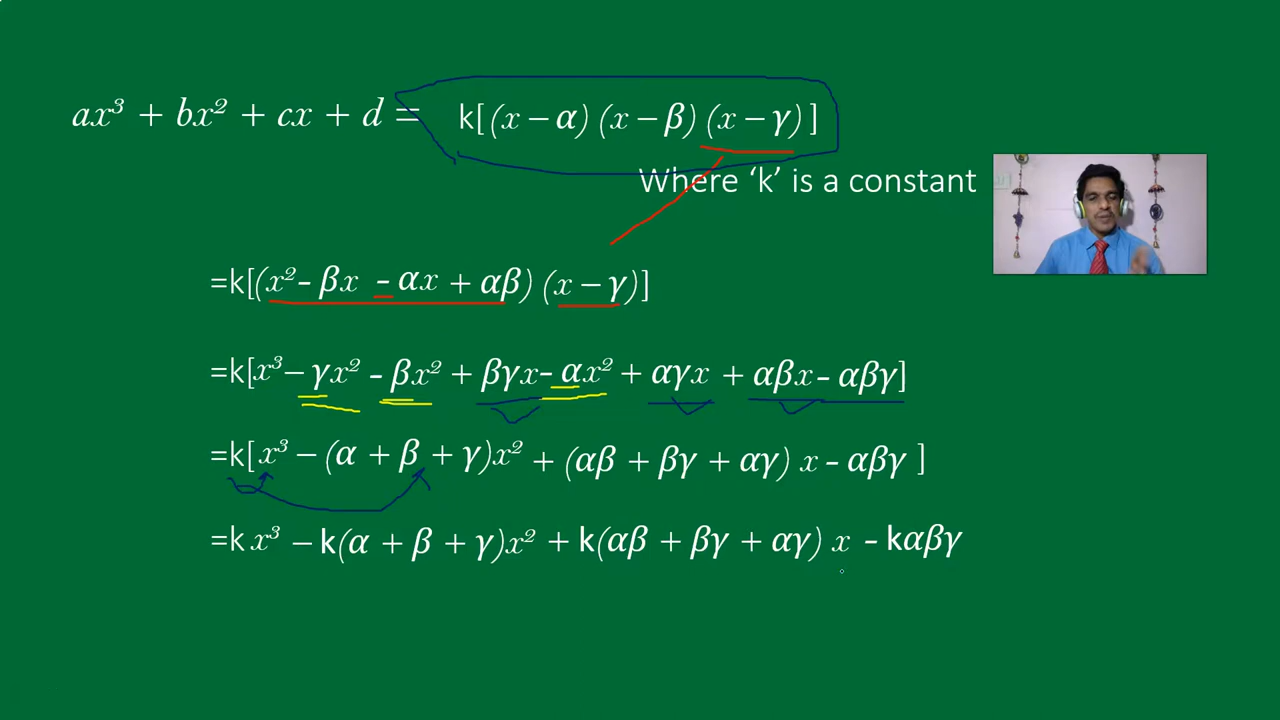 ax³ + bx² + cx + d = k[(x − α) (x − β) (x − γ)]
Where ‘k’ is a constant
=k[(x²- βx - αx + αβ) (x − γ)]
=k[x³− γx² - βx² + βγx- αx² + αγx + αβx- αβγ]
=k[ x³ − (α + β + γ)x² + (αβ + βγ + αγ) x - αβγ ]
=k x³ − k(α + β + γ)x² + k(αβ + βγ + αγ) x - kαβγ